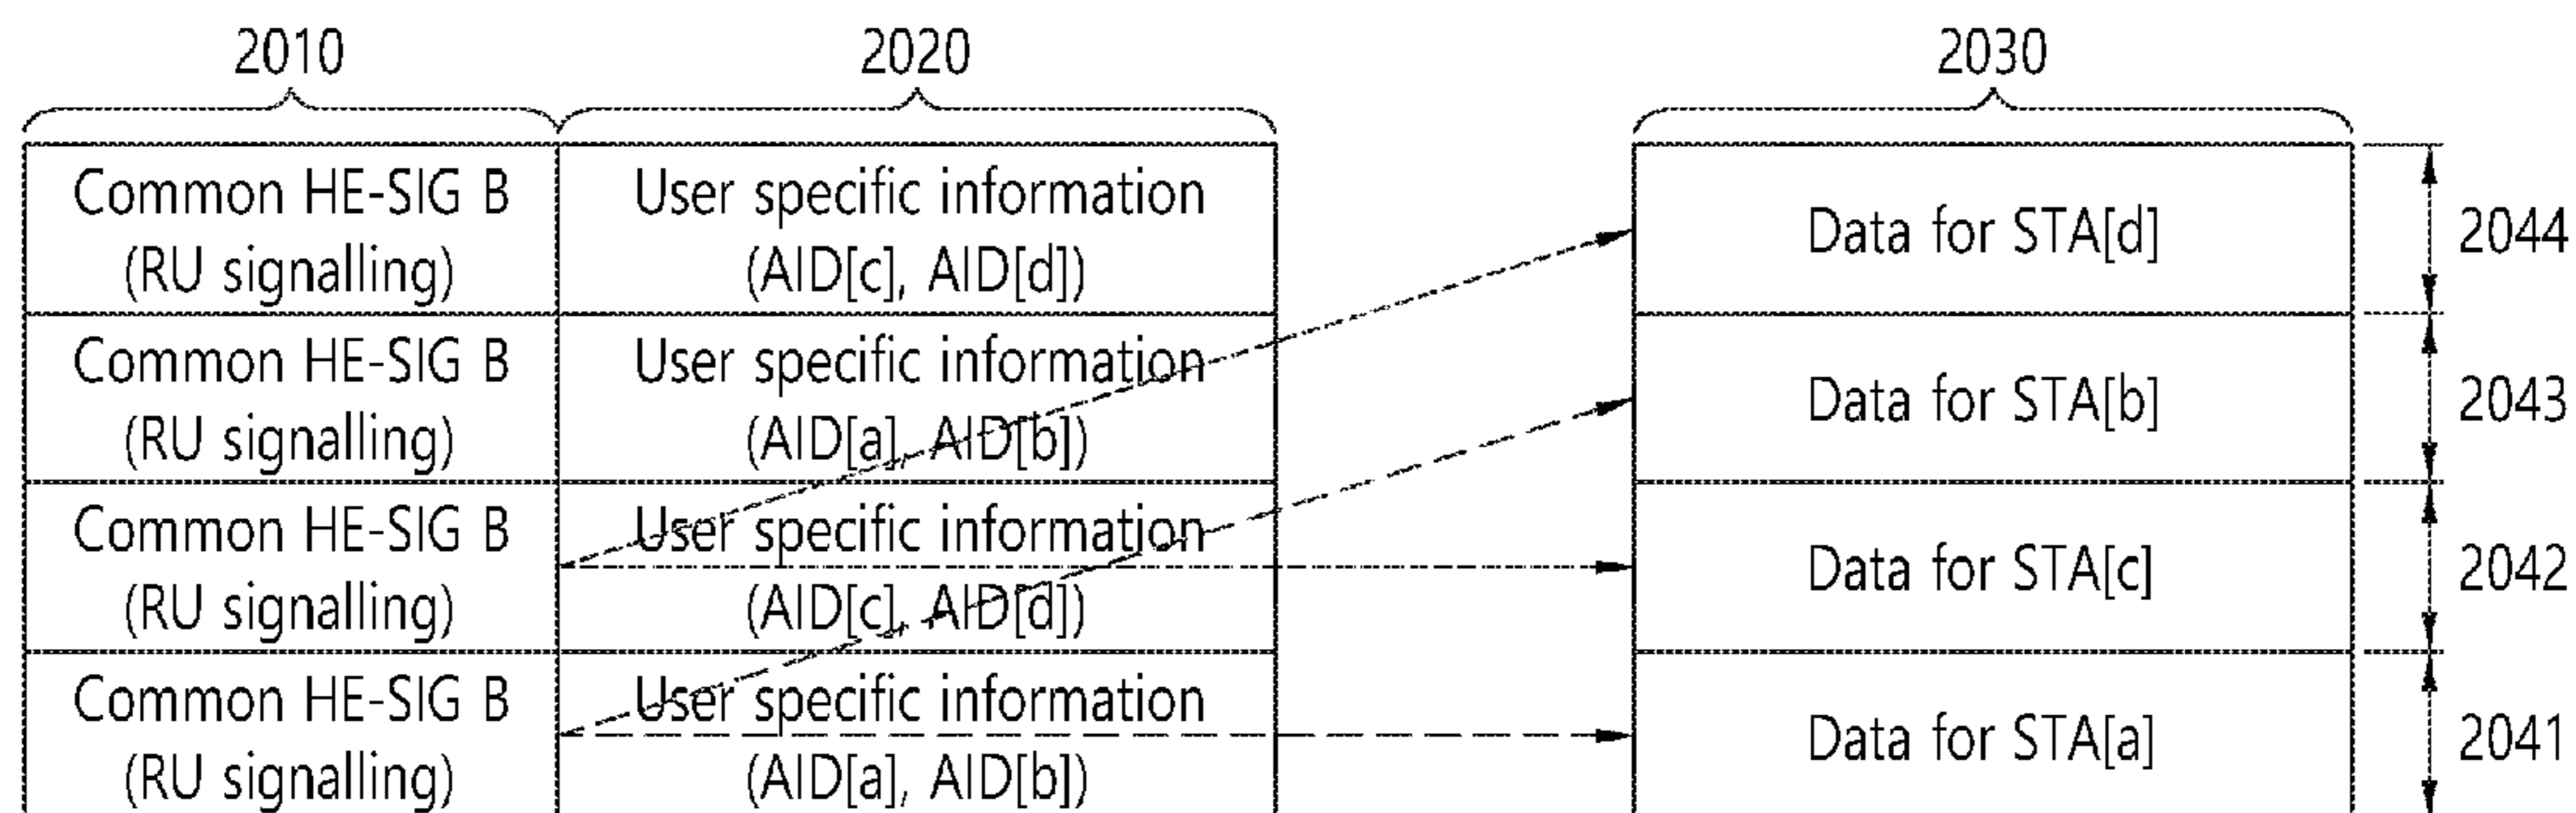 2010 2020 2030
Common HE-SIG B User specific information Data for STA[d] 2044
(RU signalling) (AID[c], AID[d])
Common HE-SIG B User specific information Data for STA[b] 2043
(RU signalling) (AID[a], AID[b])
Common HE-SIG B User specific information Data for STA[c] 2042
(RU signalling) (AID[c], AID[d])
Common HE-SIG B User specific information Data for STA[a] 2041
(RU signalling) (AID[a], AID[b])